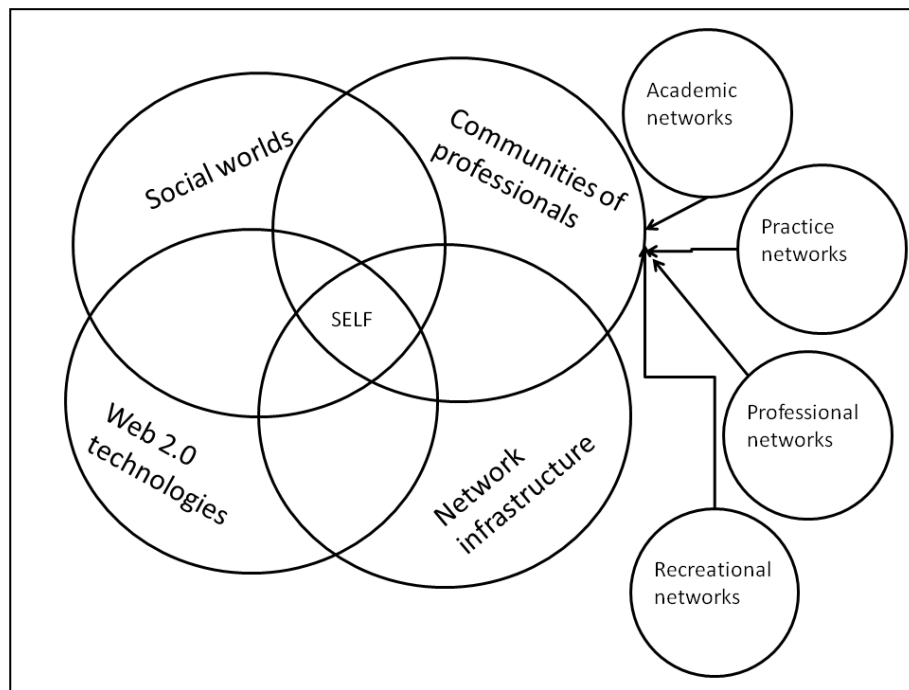 Social worlds
Communities of
professionals
SELF
Web 2.0
technologies
Network
infrastructure
Academic
networks
Practice
networks
Professional
networks
Recreational
networks